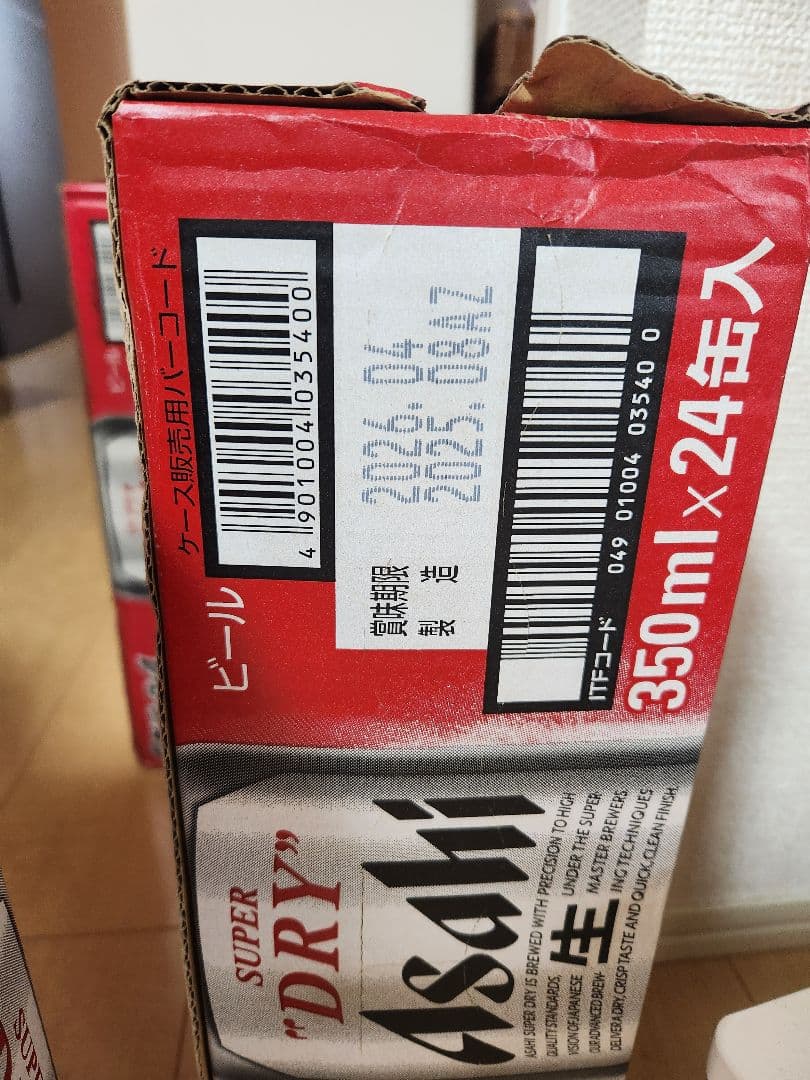 ケース販売用バーコード
4 901004 035400
ビール
賞味期限 2026.04
製造 2025.08AZ
ITFコード 049 01004 03540 0
350ml×24缶入
SUPER
"DRY"
Asahi
生
ASAHI SUPER DRY IS BREWED WITH PRECISION TO HIGH
QUALITY STANDARDS, UNDER THE SUPER-
VISION OF JAPANESE MASTER BREWERS.
OUR ADVANCED BREW- ING TECHNIQUES
DELIVER A DRY, CRISP TASTE AND QUICK, CLEAN FINISH.
SUPE